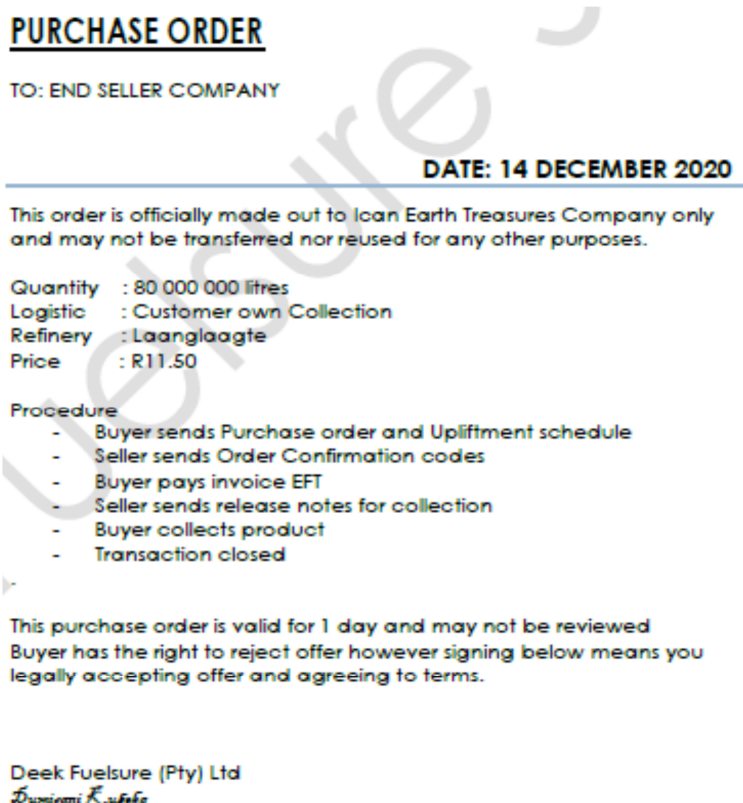 PURCHASE ORDER
TO: END SELLER COMPANY
DATE: 14 DECEMBER 2020
This order is officially made out to Ican Earth Treasures Company only
and may not be transferred nor reused for any other purposes.
Quantity : 80 000 000 litres
Logistic : Customer own Collection
Refinery : Laanglaagte
Price : R11.50
Procedure
- Buyer sends Purchase order and Upliftment schedule
- Seller sends Order Confirmation codes
- Buyer pays invoice EFT
- Seller sends release notes for collection
- Buyer collects product
- Transaction closed
-
This purchase order is valid for 1 day and may not be reviewed
Buyer has the right to reject offer however signing below means you
legally accepting offer and agreeing to terms.
Deek Fuelsure (Pty) Ltd